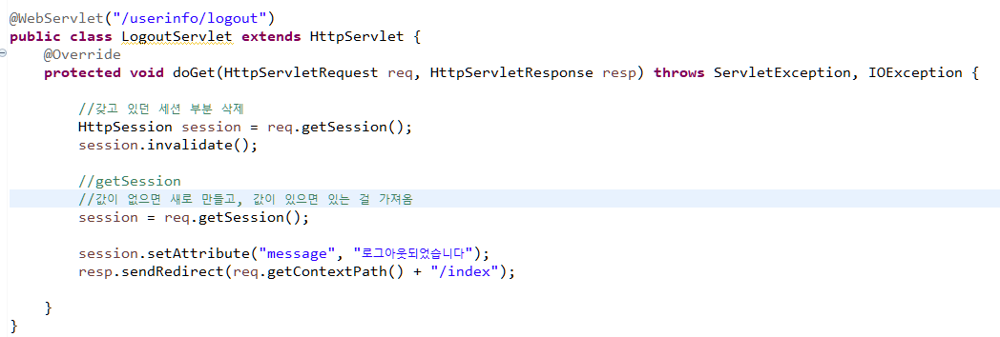 @WebServlet("/userinfo/logout")
public class LogoutServlet extends HttpServlet {
@Override
protected void doGet(HttpServletRequest req, HttpServletResponse resp) throws ServletException, IOException {
//갖고 있던 세션 부분 삭제
HttpSession session = req.getSession();
session.invalidate();
//getSession
//값이 없으면 새로 만들고, 값이 있으면 있는 걸 가져옴
session = req.getSession();
session.setAttribute("message", "로그아웃되었습니다");
resp.sendRedirect(req.getContextPath() + "/index");
}
}